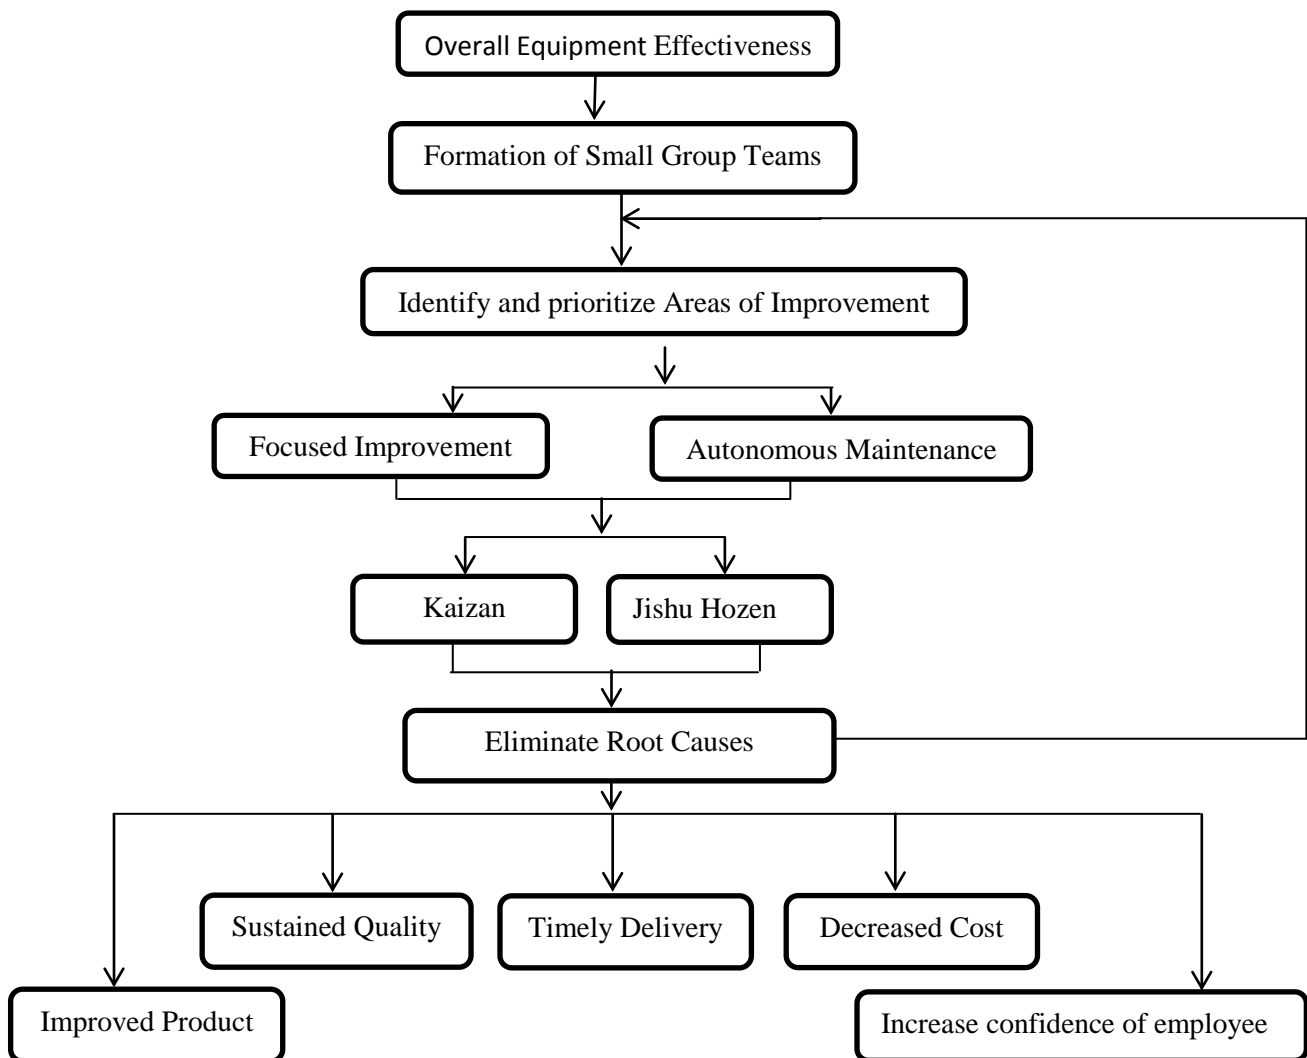 Overall Equipment Effectiveness
Formation of Small Group Teams
Identify and prioritize Areas of Improvement
Focused Improvement
Autonomous Maintenance
Kaizan
Jishu Hozen
Eliminate Root Causes
Sustained Quality
Timely Delivery
Decreased Cost
Improved Product
Increase confidence of employee